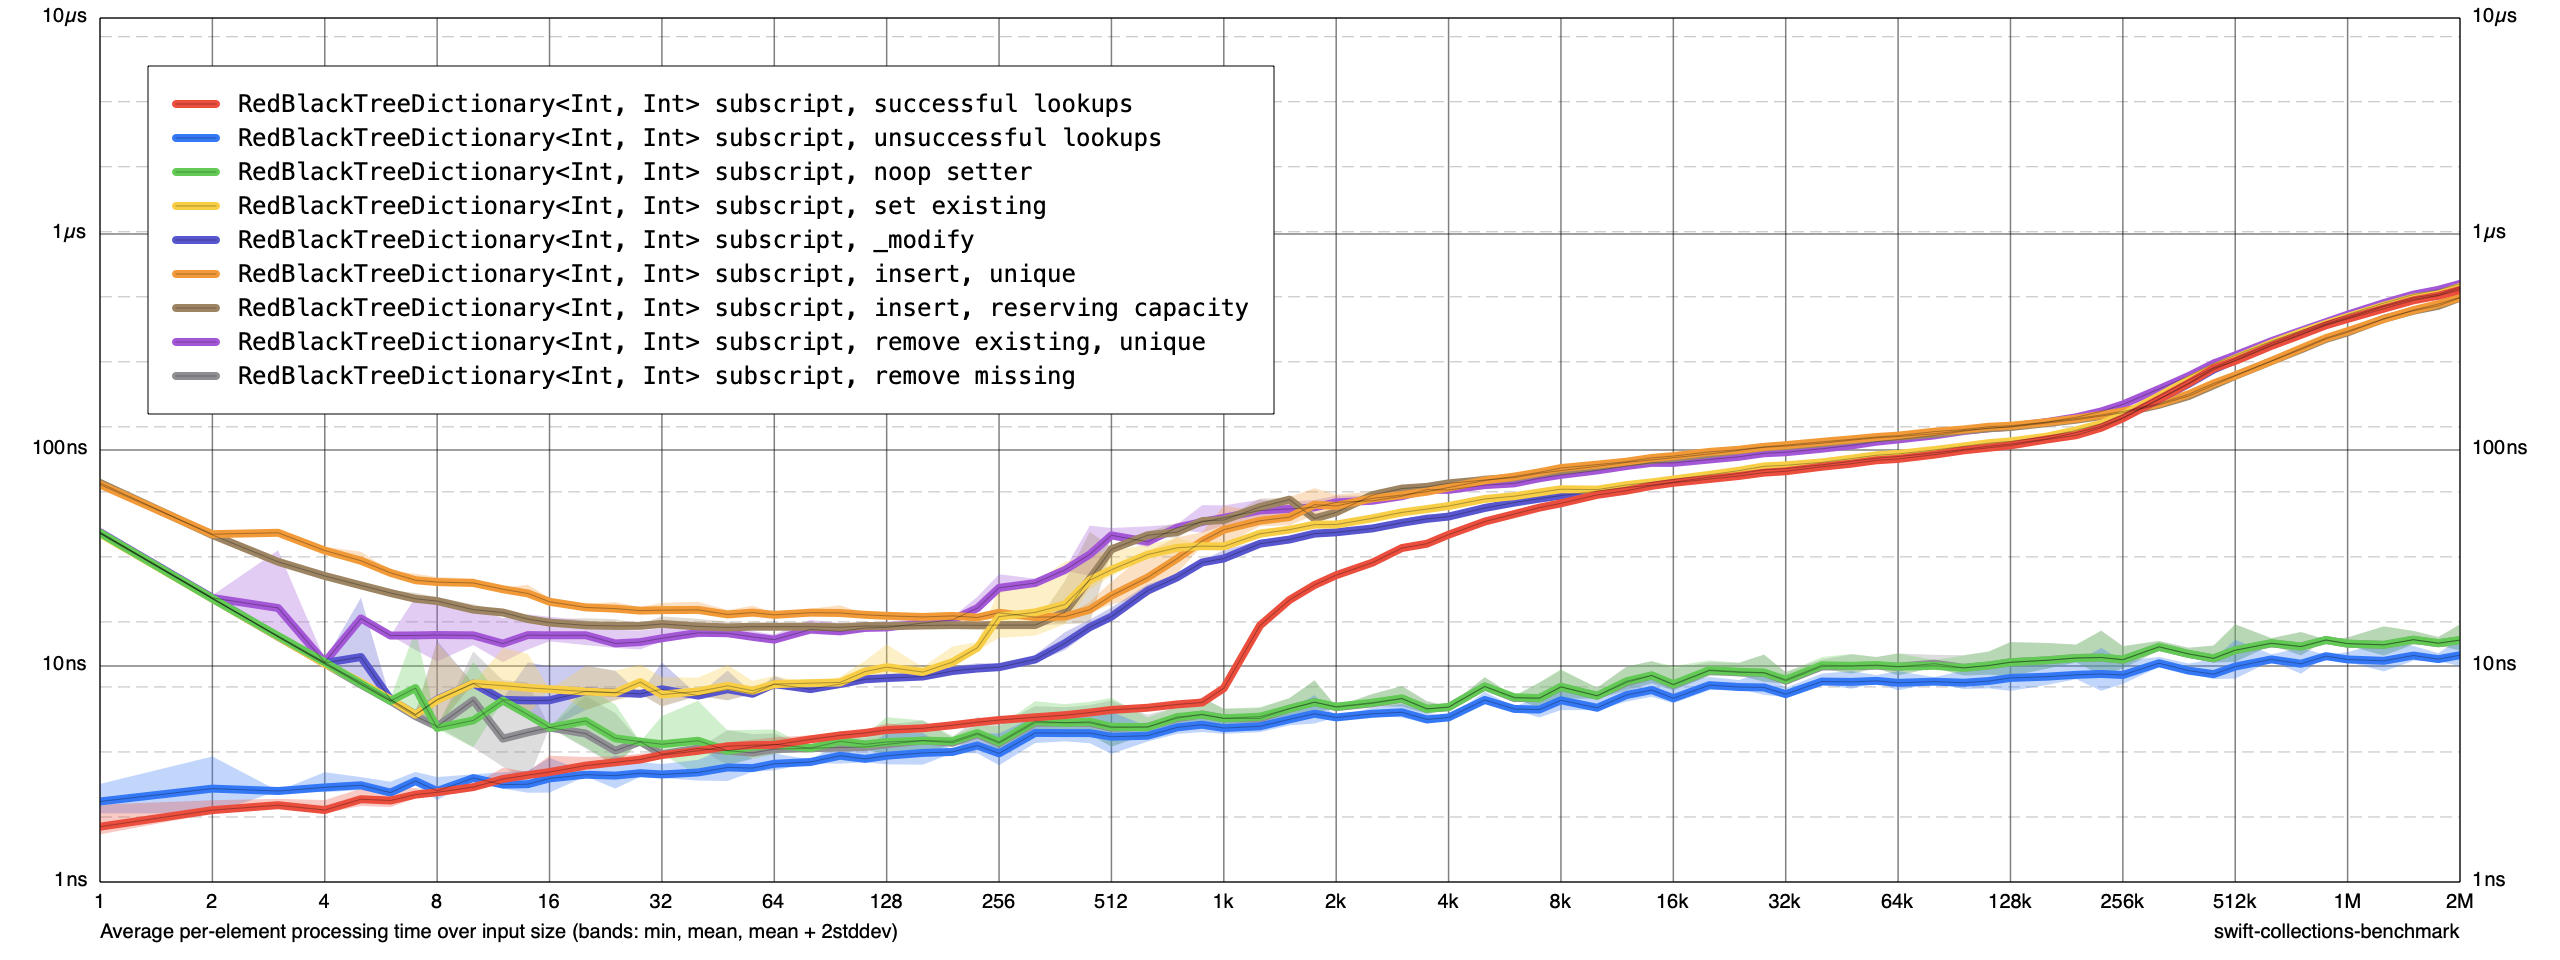 10µs
10µs
RedBlackTreeDictionary<Int, Int> subscript, successful lookups
RedBlackTreeDictionary<Int, Int> subscript, unsuccessful lookups
RedBlackTreeDictionary<Int, Int> subscript, noop setter
RedBlackTreeDictionary<Int, Int> subscript, set existing
1µs
RedBlackTreeDictionary<Int, Int> subscript, _modify
1µs
RedBlackTreeDictionary<Int, Int> subscript, insert, unique
RedBlackTreeDictionary<Int, Int> subscript, insert, reserving capacity
RedBlackTreeDictionary<Int, Int> subscript, remove existing, unique
RedBlackTreeDictionary<Int, Int> subscript, remove missing
100ns
100ns
10ns
10ns
1ns
1ns
1 2 4 8 16 32 64 128 256 512 1k 2k 4k 8k 16k 32k 64k 128k 256k 512k 1M 2M
Average per-element processing time over input size (bands: min, mean, mean + 2stddev)
swift-collections-benchmark